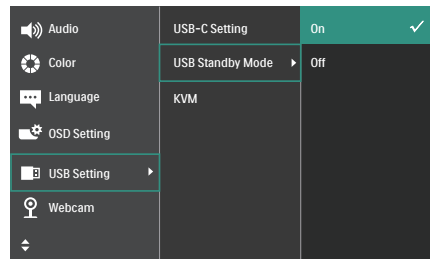 Audio
Color
Language
OSD Setting
USB Setting
Webcam
USB-C Setting
USB Standby Mode
KVM
On
Off